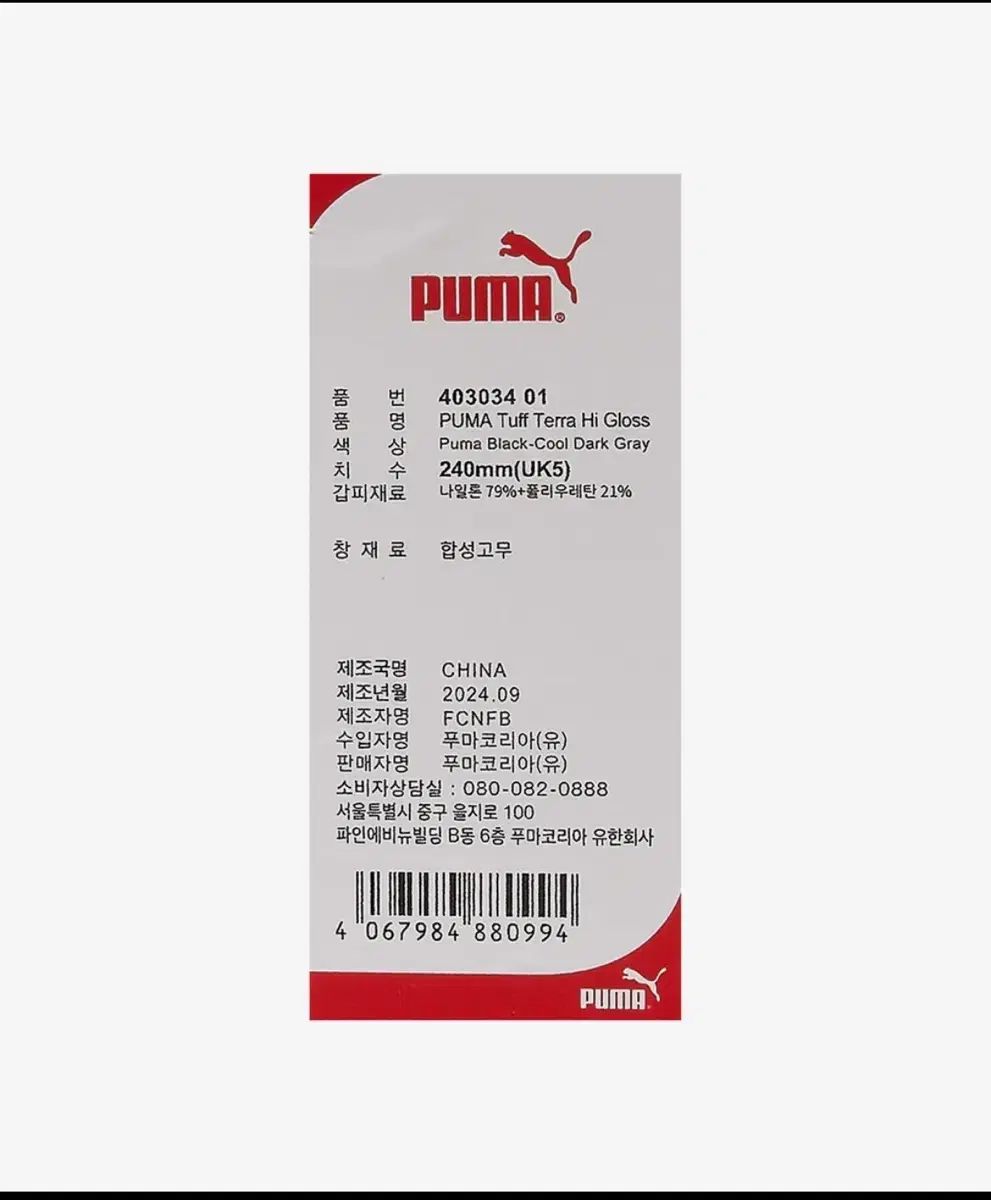 PUMA®
품 번 403034 01
품 명 PUMA Tuff Terra Hi Gloss
색 상 Puma Black-Cool Dark Gray
치 수 240mm(UK5)
갑피재료 나일론 79%+폴리우레탄 21%
창 재 료 합성고무
제조국명 CHINA
제조년월 2024.09
제조자명 FCNFB
수입자명 푸마코리아(유)
판매자명 푸마코리아(유)
소비자상담실 : 080-082-0888
서울특별시 중구 을지로 100
파인에비뉴빌딩 B동 6층 푸마코리아 유한회사
4 067984 880994
PUMA